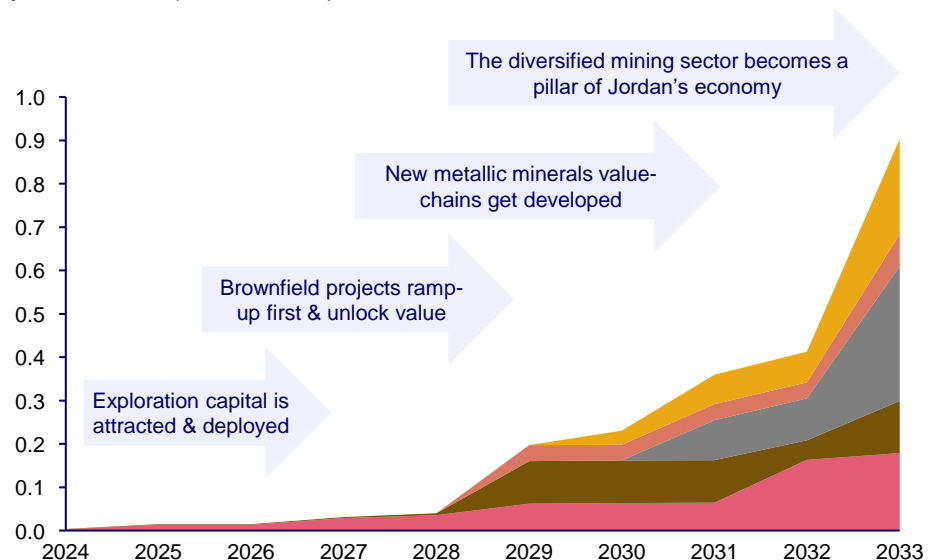 The diversified mining sector becomes a
pillar of Jordan's economy
New metallic minerals value-
chains get developed
Brownfield projects ramp-
up first & unlock value
Exploration capital is
attracted & deployed
1.0
0.9
0.8
0.7
0.6
0.5
0.4
0.3
0.2
0.1
0.0
2024 2025 2026 2027 2028 2029 2030 2031 2032 2033